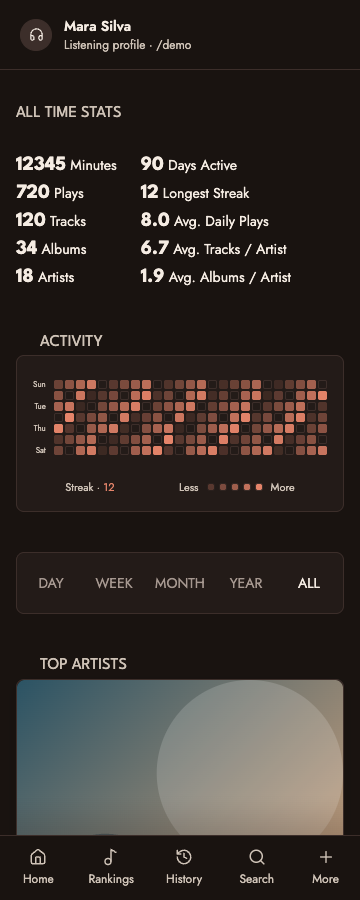 Mara Silva
Listening profile · /demo
ALL TIME STATS
12345 Minutes
90 Days Active
720 Plays
12 Longest Streak
120 Tracks
8.0 Avg. Daily Plays
34 Albums
6.7 Avg. Tracks / Artist
18 Artists
1.9 Avg. Albums / Artist
ACTIVITY
Sun
Tue
Thu
Sat
Streak · 12
Less
More
DAY WEEK MONTH YEAR ALL
TOP ARTISTS
Home Rankings History Search More